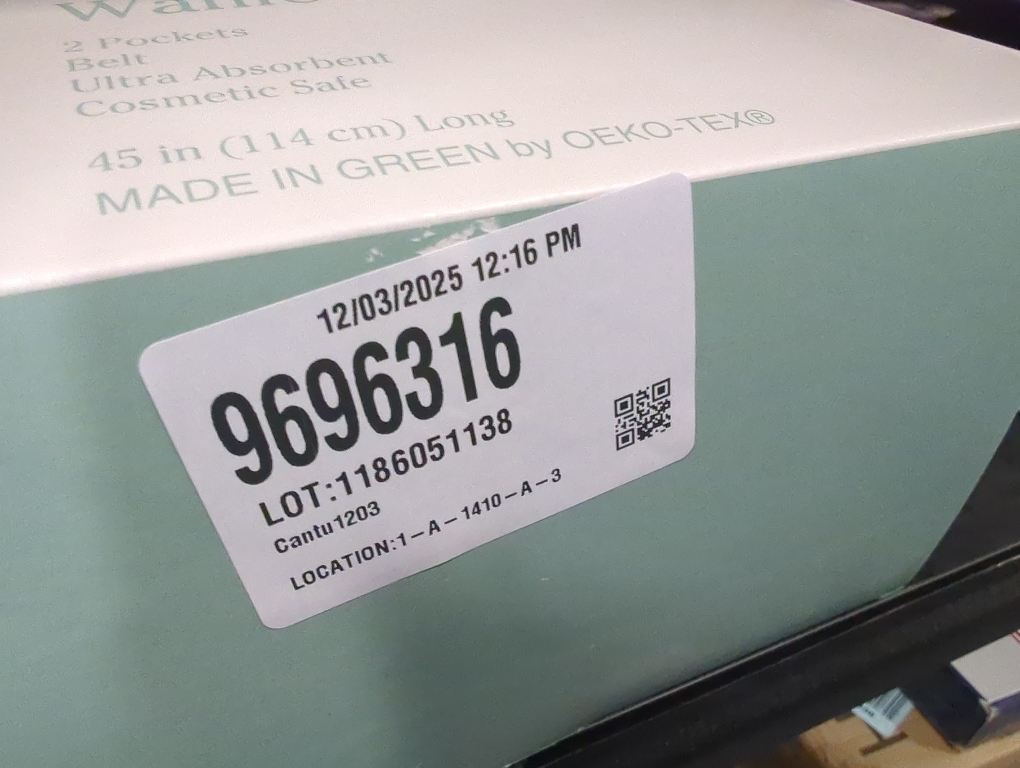 2 Pockets
Belt
Ultra Absorbent
Cosmetic Safe
45 in (114 cm) Long
MADE IN GREEN by OEKO-TEX®
12/03/2025 12:16 PM
9696316
LOT:1186051138
Cantu1203
LOCATION:1-A-1410-A-3